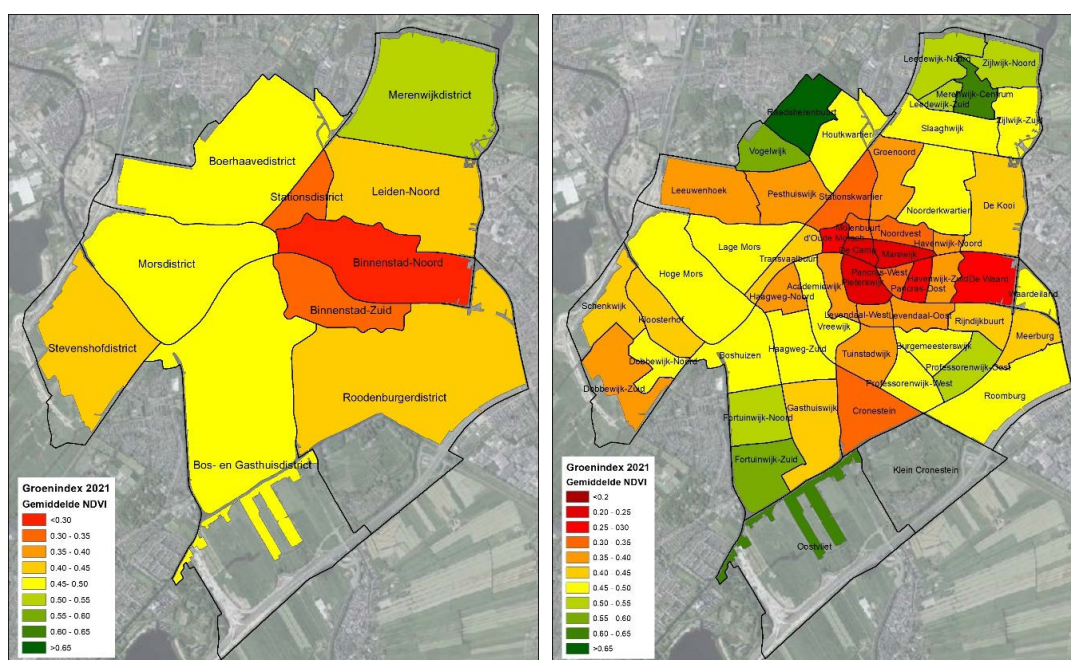 Merenwijkdistrict
Boerhaavedistrict
Stationsdistrict
Leiden-Noord
Morsdistrict
Binnenstad-Noord
Binnenstad-Zuid
Stevenshofdistrict
Roodenburgerdistrict
Bos- en Gasthuisdistrict
Groenindex 2021
Gemiddelde NDVI
<0.30
0.30 - 0.35
0.35 - 0.40
0.40 - 0.45
0.45- 0.50
0.50 - 0.55
0.55 - 0.60
0.60 - 0.65
>0.65
Leedewijk-Noord
Zijlwijk-Noord
Merenwijk-Centrum
Leedewijk-Zuid
Raadsherenbuurt
Zijlwijk-Zuid
Slaaghwijk
Houtkwartier
Vogelwijk
Groenoord
Leeuwenhoek
Pesthuiswijk
Stationskwartier
Noorderkwartier
De Kooi
Molenbuurt
d'Oude Morsch
Noordvest
Havenwijk-Noord
De Camp
Marewijk
Lage Mors
Transvaalbuurt
Hoge Mors
Pancras-West
Pieterswijk
Havenwijk-Zuid
De Waard
Pancras-Oost
Academiewijk
Haagweg-Noord
Waardeiland
Schenkwijk
Kloosterhof
Levendaal-West
Levendaal-Oost
Rijndijkbuurt
Vreewijk
Meerburg
Burgemeesterswijk
Haagweg-Zuid
Boshuizen
Tuinstadwijk
Dobbewijk-Noord
Professorenwijk-Oost
Dobbewijk-Zuid
Professorenwijk-West
Roomburg
Gasthuiswijk
Cronestein
Fortuinwijk-Noord
Fortuinwijk-Zuid
Klein Cronestein
Oostvliet
Groenindex 2021
Gemiddelde NDVI
<0.2
0.20 - 0.25
0.25 - 030
0.30 - 0.35
0.35 - 0.40
0.40 - 0.45
0.45 - 0.50
0.50 - 0.55
0.55 - 0.60
0.60 - 0.65
>0.65